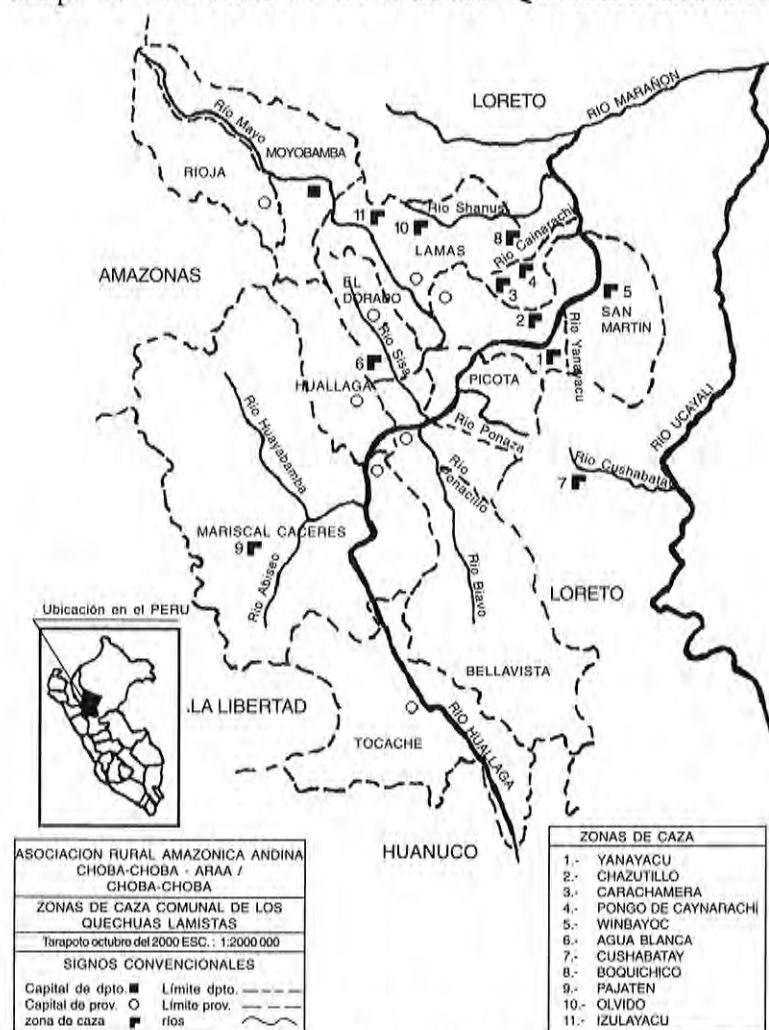 LORETO
RIO MARAÑON
Río Mayo
MOYOBAMBA
RIOJA
11
10
Río Shanusi
8
Río Cainarachi
LAMAS
AMAZONAS
EL
DORADO
3
4
5
SAN
MARTIN
2
Río Sisa
6
1
Río Yanayacu
HUALLAGA
PICOTA
RIO UCAYALI
Río Huayabamba
Río Ponaza
Río
Río Cushabatay
7
MARISCAL CACERES
9
Río Abiseo
Río Biavo
LORETO
Ubicación en el PERU
BELLAVISTA
LA LIBERTAD
TOCACHE
RIO HUALLAGA
HUANUCO
ASOCIACION RURAL AMAZONICA ANDINA
CHOBA-CHOBA - ARAA /
CHOBA-CHOBA
ZONAS DE CAZA COMUNAL DE LOS
QUECHUAS LAMISTAS
Tarapoto octubro del 2000 ESC.: 1:2000 000
SIGNOS CONVENCIONALES
Capital de dpto. Límite dpto.
Capital de prov. Límite prov.
zona de caza ríos
ZONAS DE CAZA
1.- YANAYACU
2.- CHAZUTILLO
3.- CARACHAMERA
4.- PONGO DE CAYNARACHI
5.- WINBAYOC
6.- AGUA BLANCA
7.- CUSHABATAY
8.- BOQUICHICO
9.- PAJATEN
10.- OLVIDO
11.- IZULAYACU